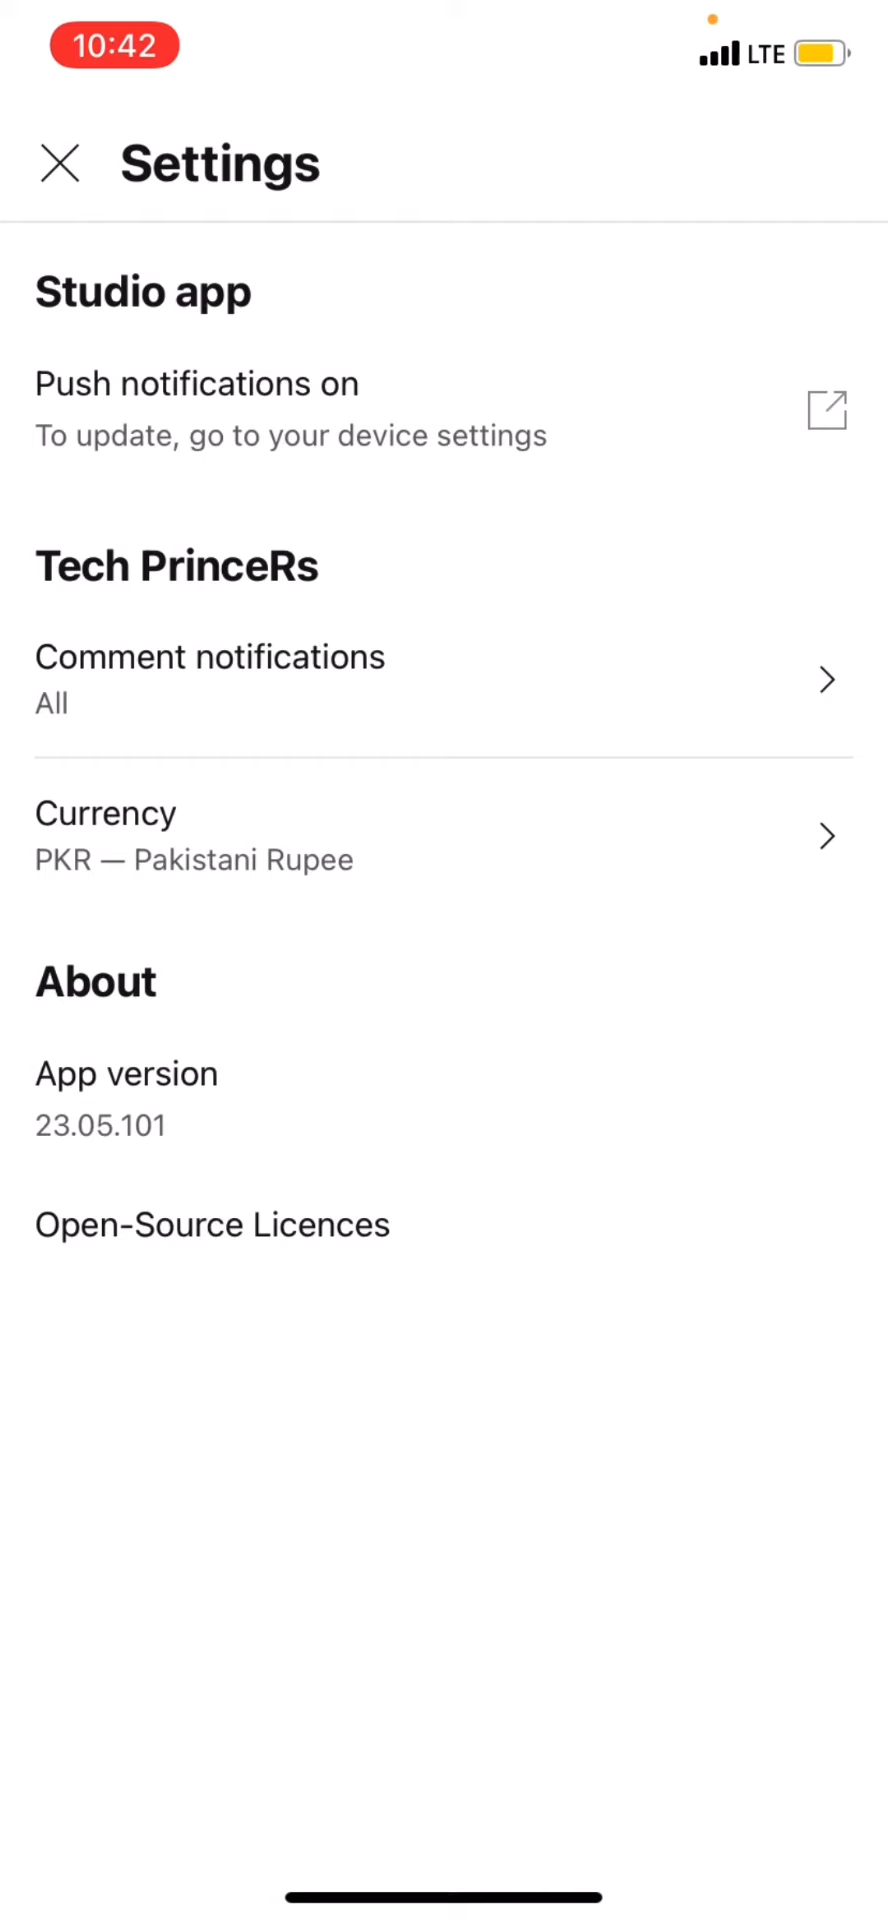 10:42
LTE
Settings
Studio app
Push notifications on
To update, go to your device settings
Tech PrinceRs
Comment notifications
All
Currency
PKR — Pakistani Rupee
About
App version
23.05.101
Open-Source Licences